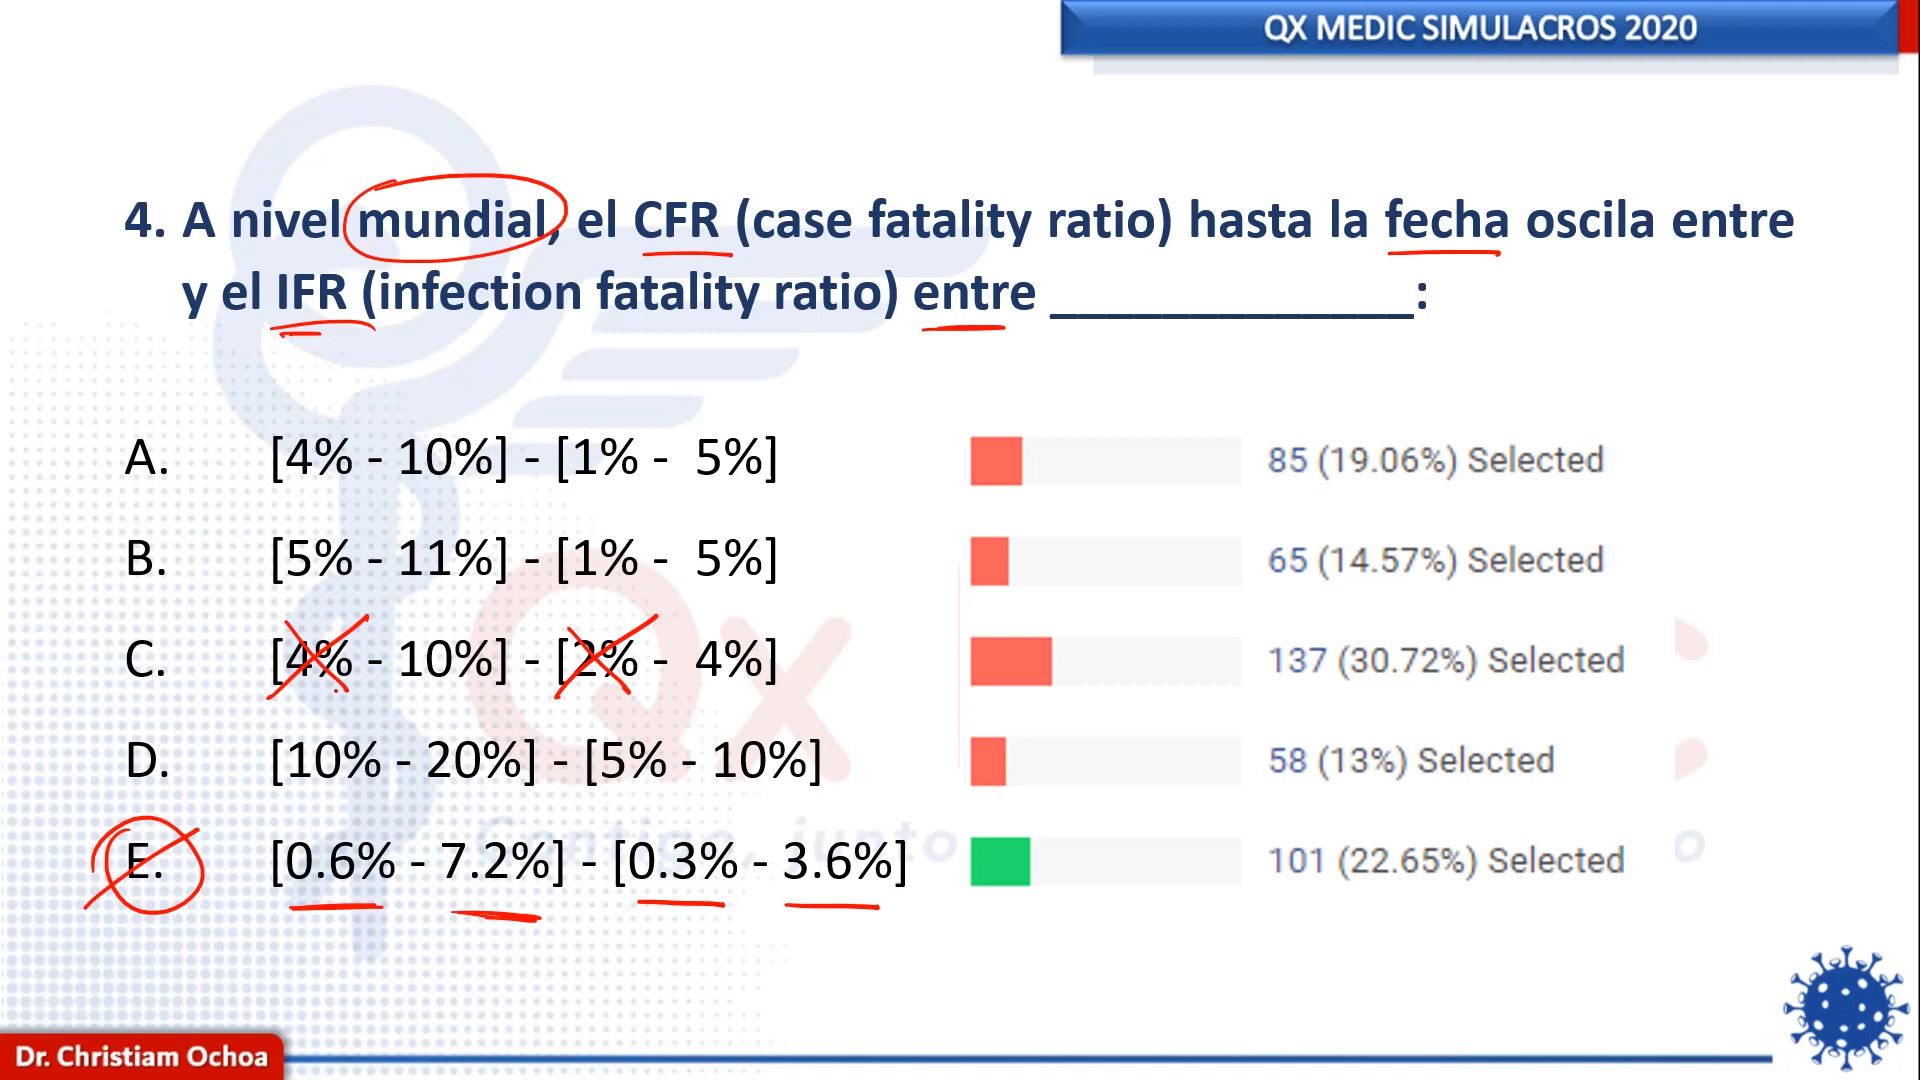 QX MEDIC SIMULACROS 2020
4. A nivel mundial, el CFR (case fatality ratio) hasta la fecha oscila entre
y el IFR (infection fatality ratio) entre _____________:
A. [4% - 10%] - [1% - 5%] 85 (19.06%) Selected
B. [5% - 11%] - [1% - 5%] 65 (14.57%) Selected
C. [4% - 10%] - [2% - 4%] 137 (30.72%) Selected
D. [10% - 20%] - [5% - 10%] 58 (13%) Selected
Contigo, junto
E. [0.6% - 7.2%] - [0.3% - 3.6%] 101 (22.65%) Selected
Qx
Dr. Christiam Ochoa